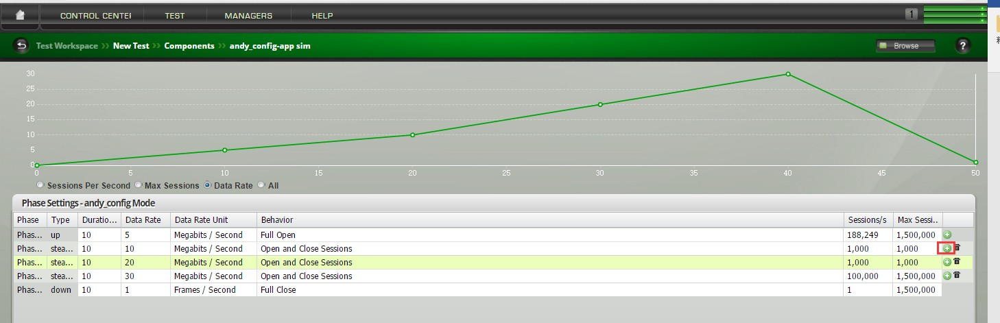 CONTROL CENTE TEST MANAGERS HELP 1
Test Workspace >> New Test >> Components >> andy_config-app sim Browse ?
30
25
20
15
10
5
0
0 5 10 15 20 25 30 35 40 45 50
Sessions Per Second Max Sessions Data Rate All
Phase Settings - andy_config Mode
Phase Type Duratio... Data Rate Data Rate Unit Behavior Sessions/s Max Sessi..
Phas... up 10 5 Megabits / Second Full Open 188,249 1,500,000
Phas... stea... 10 10 Megabits / Second Open and Close Sessions 1,000 1,000
Phas... stea... 10 20 Megabits / Second Open and Close Sessions 1,000 1,000
Phas... stea... 10 30 Megabits / Second Open and Close Sessions 100,000 1,500,000
Phas... down 10 1 Frames / Second Full Close 1 1,500,000